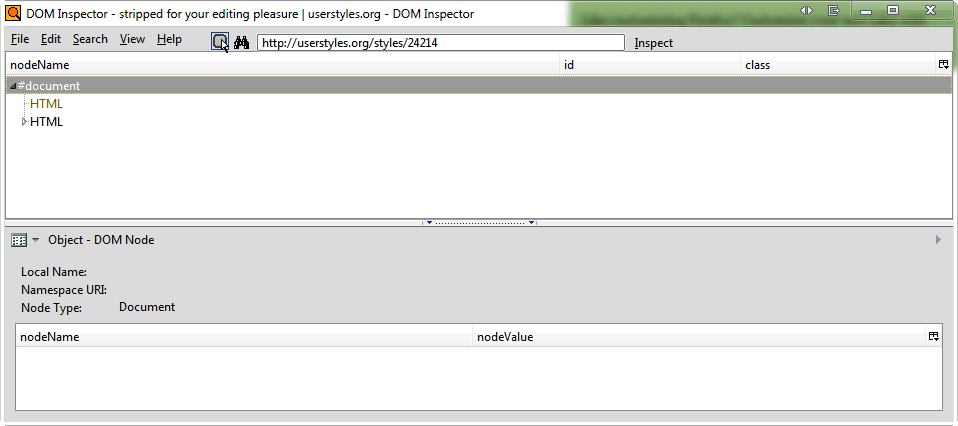 DOM Inspector - stripped for your editing pleasure | userstyles.org - DOM Inspector
File Edit Search View Help http://userstyles.org/styles/24214 Inspect
nodeName id class
#document
HTML
HTML
Object - DOM Node
Local Name:
Namespace URI:
Node Type: Document
nodeName nodeValue